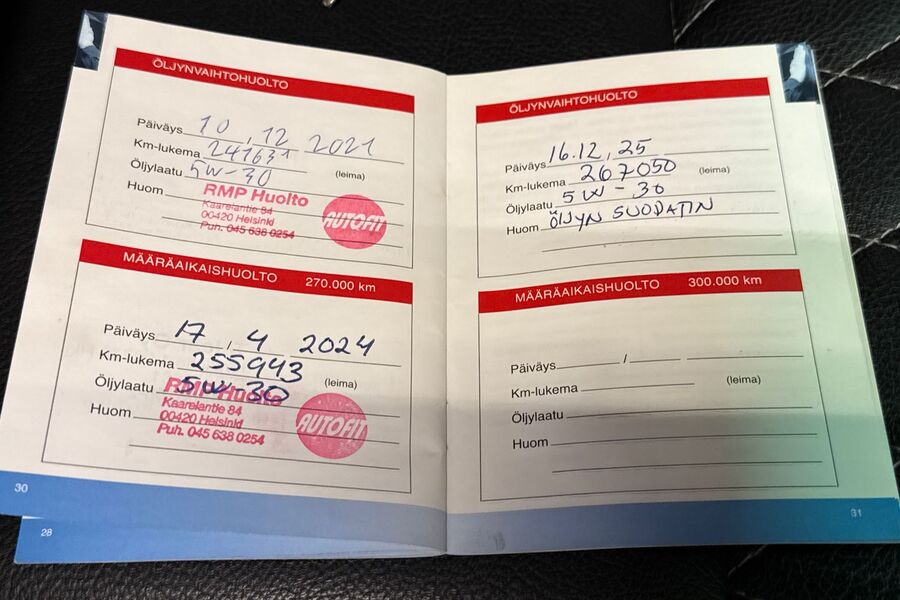 ÖLJYNVAIHTOHUOLTO
Päiväys 10 / 12 2021
Km-lukema 241631
Öljylaatu 5W-30 (leima)
Huom RMP Huolto
Kaarelantie 84
00420 Helsinki
Puh. 045 638 0254
AUTOFIT
MÄÄRÄAIKAISHUOLTO 270.000 km
Päiväys 17 / 4 2024
Km-lukema 255943
Öljylaatu 5W-30 (leima)
RMP Huolto
Huom Kaarelantie 84
00420 Helsinki
Puh. 045 638 0254
AUTOFIT
30
28
ÖLJYNVAIHTOHUOLTO
Päiväys 16.12, 25
Km-lukema 267050 (leima)
Öljylaatu 5W-30
Huom ÖLJYN SUODATIN
MÄÄRÄAIKAISHUOLTO 300.000 km
Päiväys /
Km-lukema (leima)
Öljylaatu
Huom
31